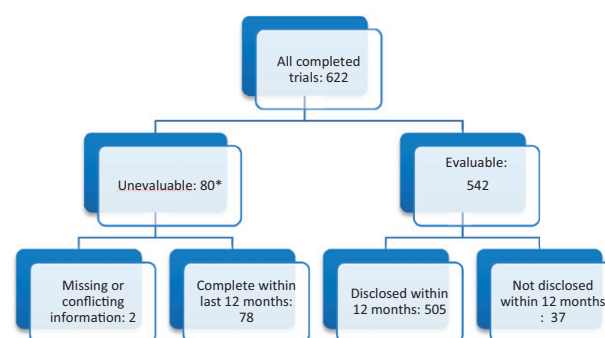 All completed
trials: 622
Unevaluable: 80*
Evaluable:
542
Missing or
conflicting
information: 2
Complete within
last 12 months:
78
Disclosed within
12 months: 505
Not disclosed
within 12 months
: 37